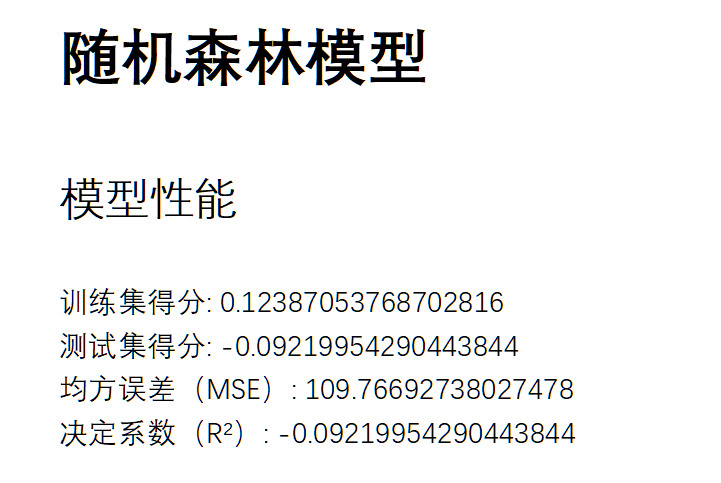 随机森林模型
模型性能
训练集得分: 0.12387053768702816
测试集得分: -0.09219954290443844
均方误差（MSE）: 109.76692738027478
决定系数（R²）: -0.09219954290443844